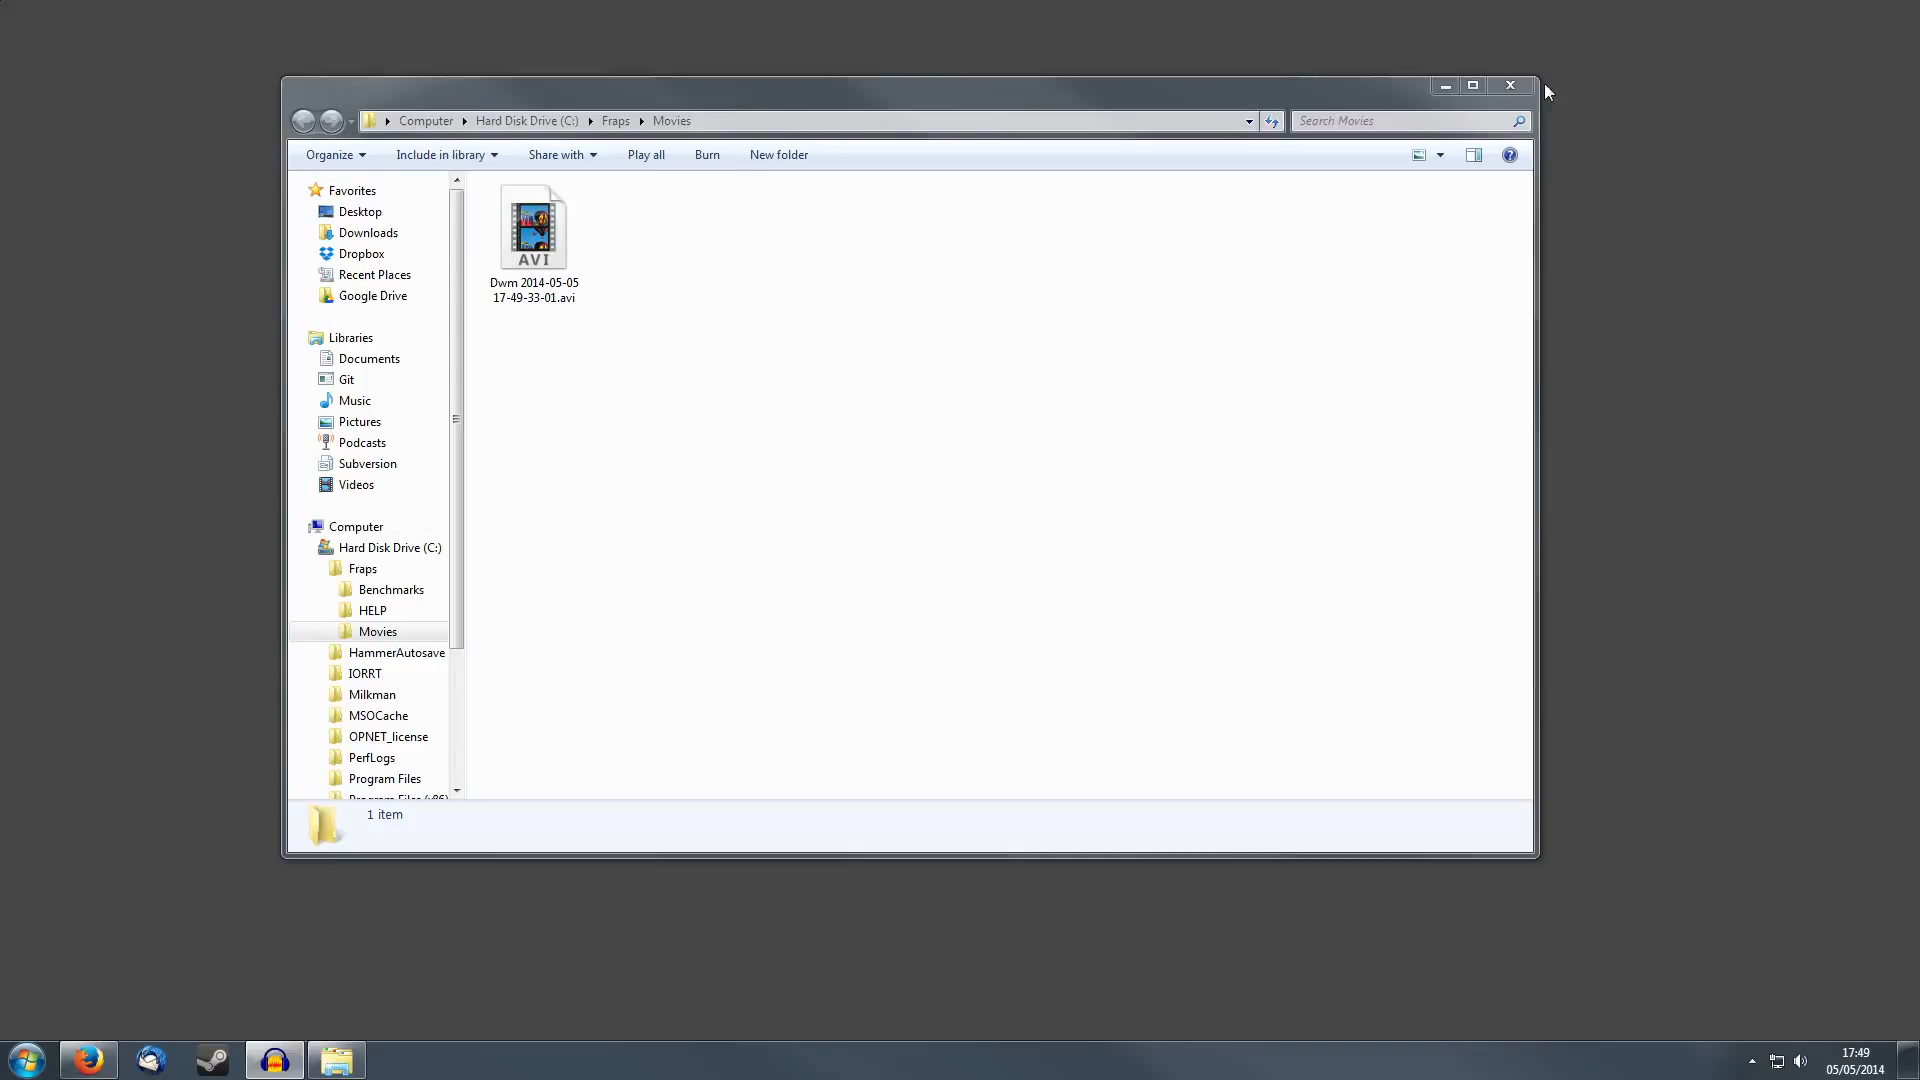 Computer Hard Disk Drive (C:) Fraps Movies
Search Movies
Organize Include in library Share with Play all Burn New folder
Favorites
Desktop
Downloads
Dropbox
Recent Places
Google Drive
Libraries
Documents
Git
Music
Pictures
Podcasts
Subversion
Videos
Computer
Hard Disk Drive (C:)
Fraps
Benchmarks
HELP
Movies
HammerAutosave
IORRT
Milkman
MSOCache
OPNET_license
PerfLogs
Program Files
Program Files (x86)
AVI
Dwm 2014-05-05
17-49-33-01.avi
1 item
17:49
05/05/2014